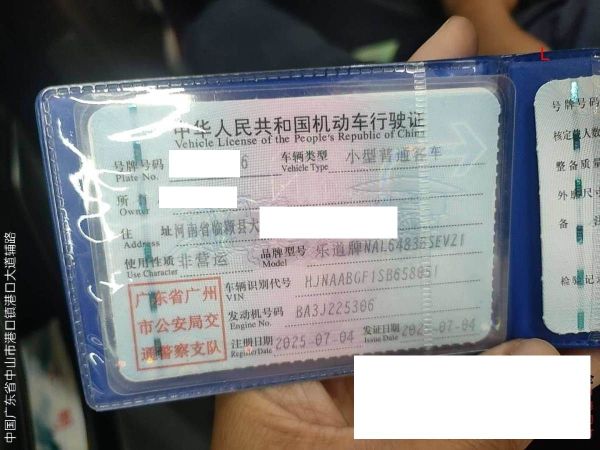 中华人民共和国机动车行驶证
Vehicle License of the People's Republic of China
号牌号码 6 车辆类型 小型普通客车
Plate No. Vehicle Type
所
Owner
住 址 河南省临颍县大
Address
使用性质 非营运 品牌型号 乐道牌NAL6483ESEVZ1
Use Character Model
广东省广州
市公安局交
通警察支队
车辆识别代号 HJNAABGF1SB658051
VIN
发动机号码 BA3J225306
Engine No.
注册日期 2025-07-04 发证日期 2025-07-04
Register Date Issue Date
号牌号码
核定载人数
整备质量
外廓尺寸
备 注
检验记录
中国广东省中山市港口镇港口大道辅路